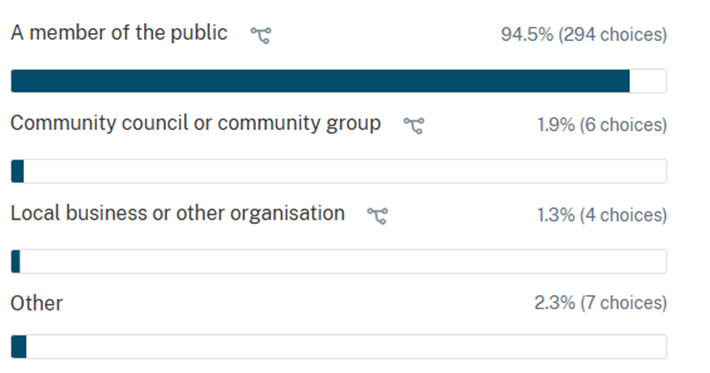 A member of the public 94.5% (294 choices)
Community council or community group 1.9% (6 choices)
Local business or other organisation 1.3% (4 choices)
Other 2.3% (7 choices)